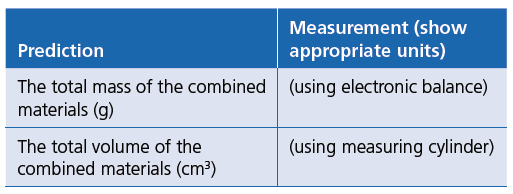 Prediction
Measurement (show
appropriate units)
The total mass of the combined
materials (g)
(using electronic balance)
The total volume of the
combined materials (cm³)
(using measuring cylinder)